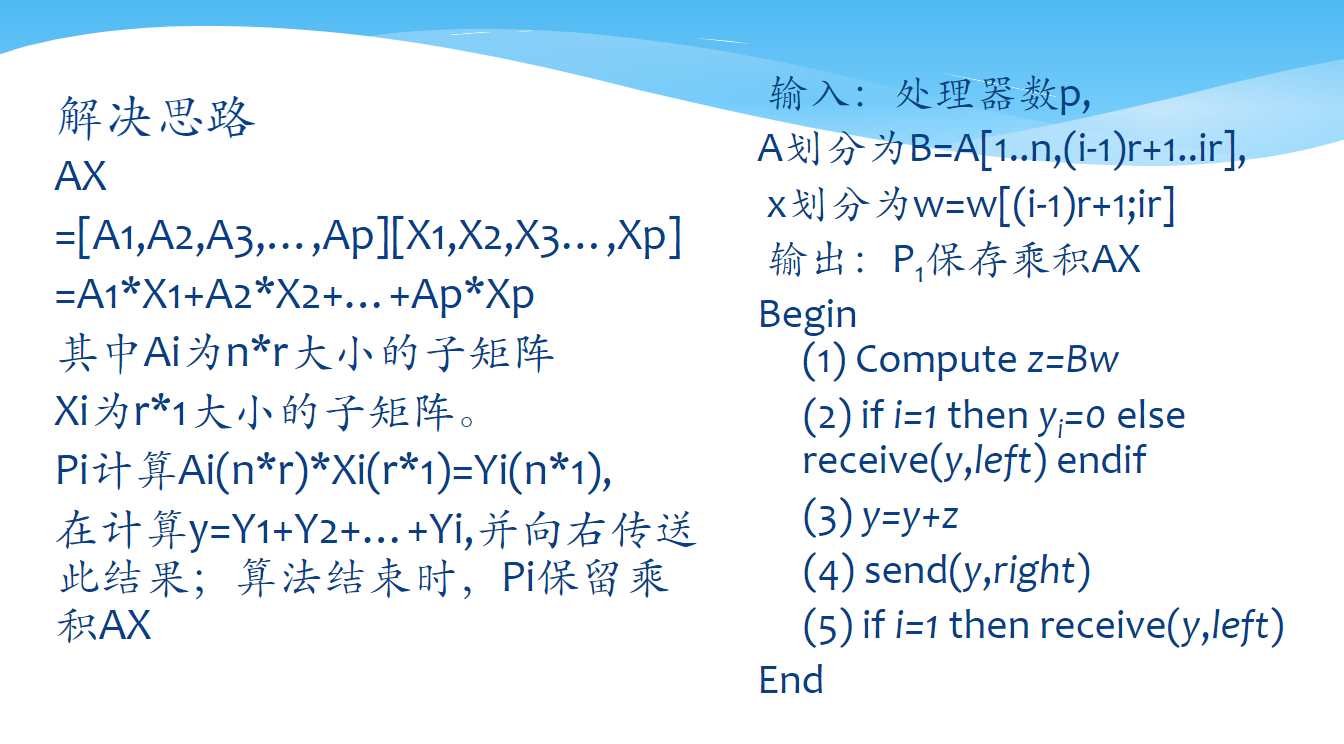 解决思路
AX
=[A1,A2,A3,…,Ap][X1,X2,X3…,Xp]
=A1*X1+A2*X2+…+Ap*Xp
其中Ai为n*r大小的子矩阵
Xi为r*1大小的子矩阵。
Pi计算Ai(n*r)*Xi(r*1)=Yi(n*1),
在计算y=Y1+Y2+…+Yi,并向右传送
此结果；算法结束时，Pi保留乘
积AX
输入：处理器数p,
A划分为B=A[1..n,(i-1)r+1..ir],
x划分为w=w[(i-1)r+1;ir]
输出：P1保存乘积AX
Begin
(1) Compute z=Bw
(2) if i=1 then yi=0 else
receive(y,left) endif
(3) y=y+z
(4) send(y,right)
(5) if i=1 then receive(y,left)
End